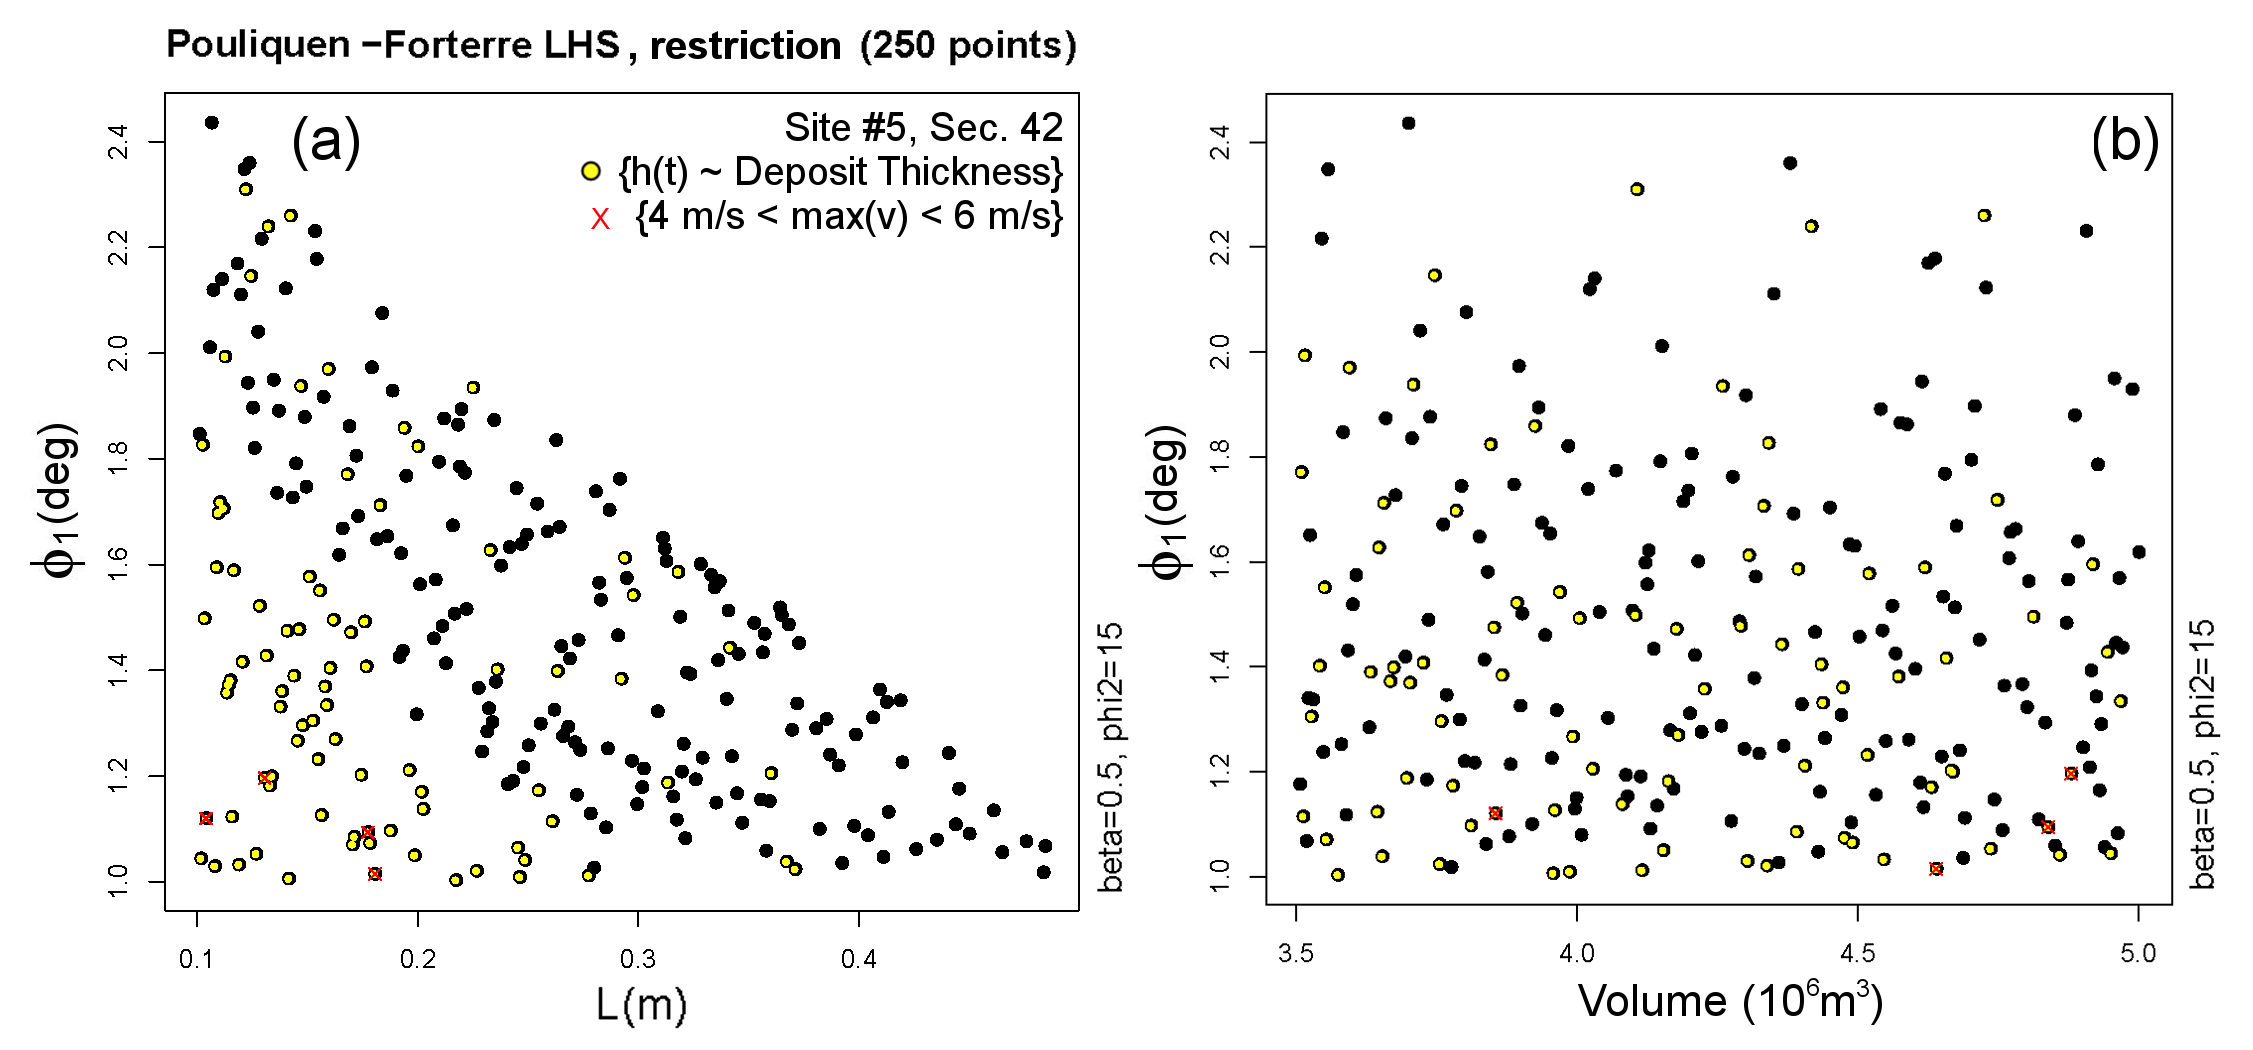 Pouliquen −Forterre LHS, restriction (250 points)
(a)
Site #5, Sec. 42
{h(t) ~ Deposit Thickness}
X {4 m/s < max(v) < 6 m/s}
2.4
2.2
2.0
1.8
1.6
1.4
1.2
1.0
ϕ1(deg)
0.1 0.2 0.3 0.4
L(m)
beta=0.5, phi2=15
(b)
2.4
2.2
2.0
1.8
1.6
1.4
1.2
1.0
ϕ1(deg)
3.5 4.0 4.5 5.0
Volume (10⁶m³)
beta=0.5, phi2=15